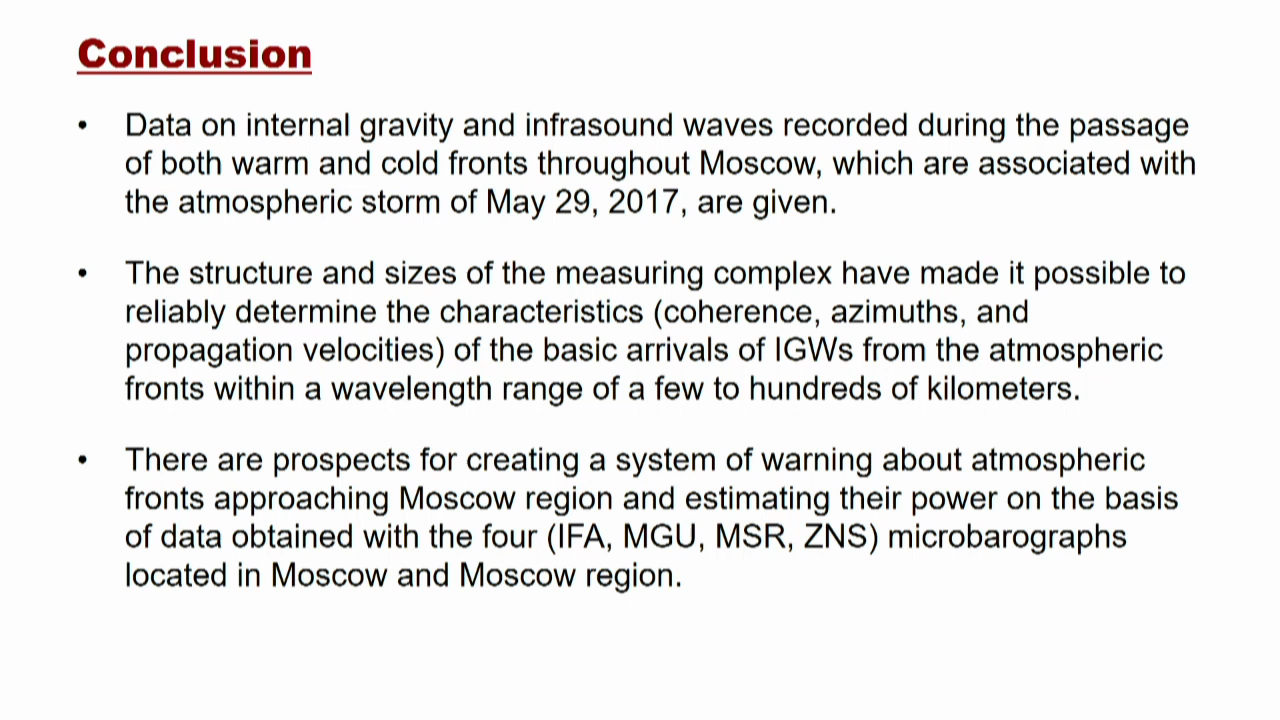 Conclusion
• Data on internal gravity and infrasound waves recorded during the passage
of both warm and cold fronts throughout Moscow, which are associated with
the atmospheric storm of May 29, 2017, are given.
• The structure and sizes of the measuring complex have made it possible to
reliably determine the characteristics (coherence, azimuths, and
propagation velocities) of the basic arrivals of IGWs from the atmospheric
fronts within a wavelength range of a few to hundreds of kilometers.
• There are prospects for creating a system of warning about atmospheric
fronts approaching Moscow region and estimating their power on the basis
of data obtained with the four (IFA, MGU, MSR, ZNS) microbarographs
located in Moscow and Moscow region.